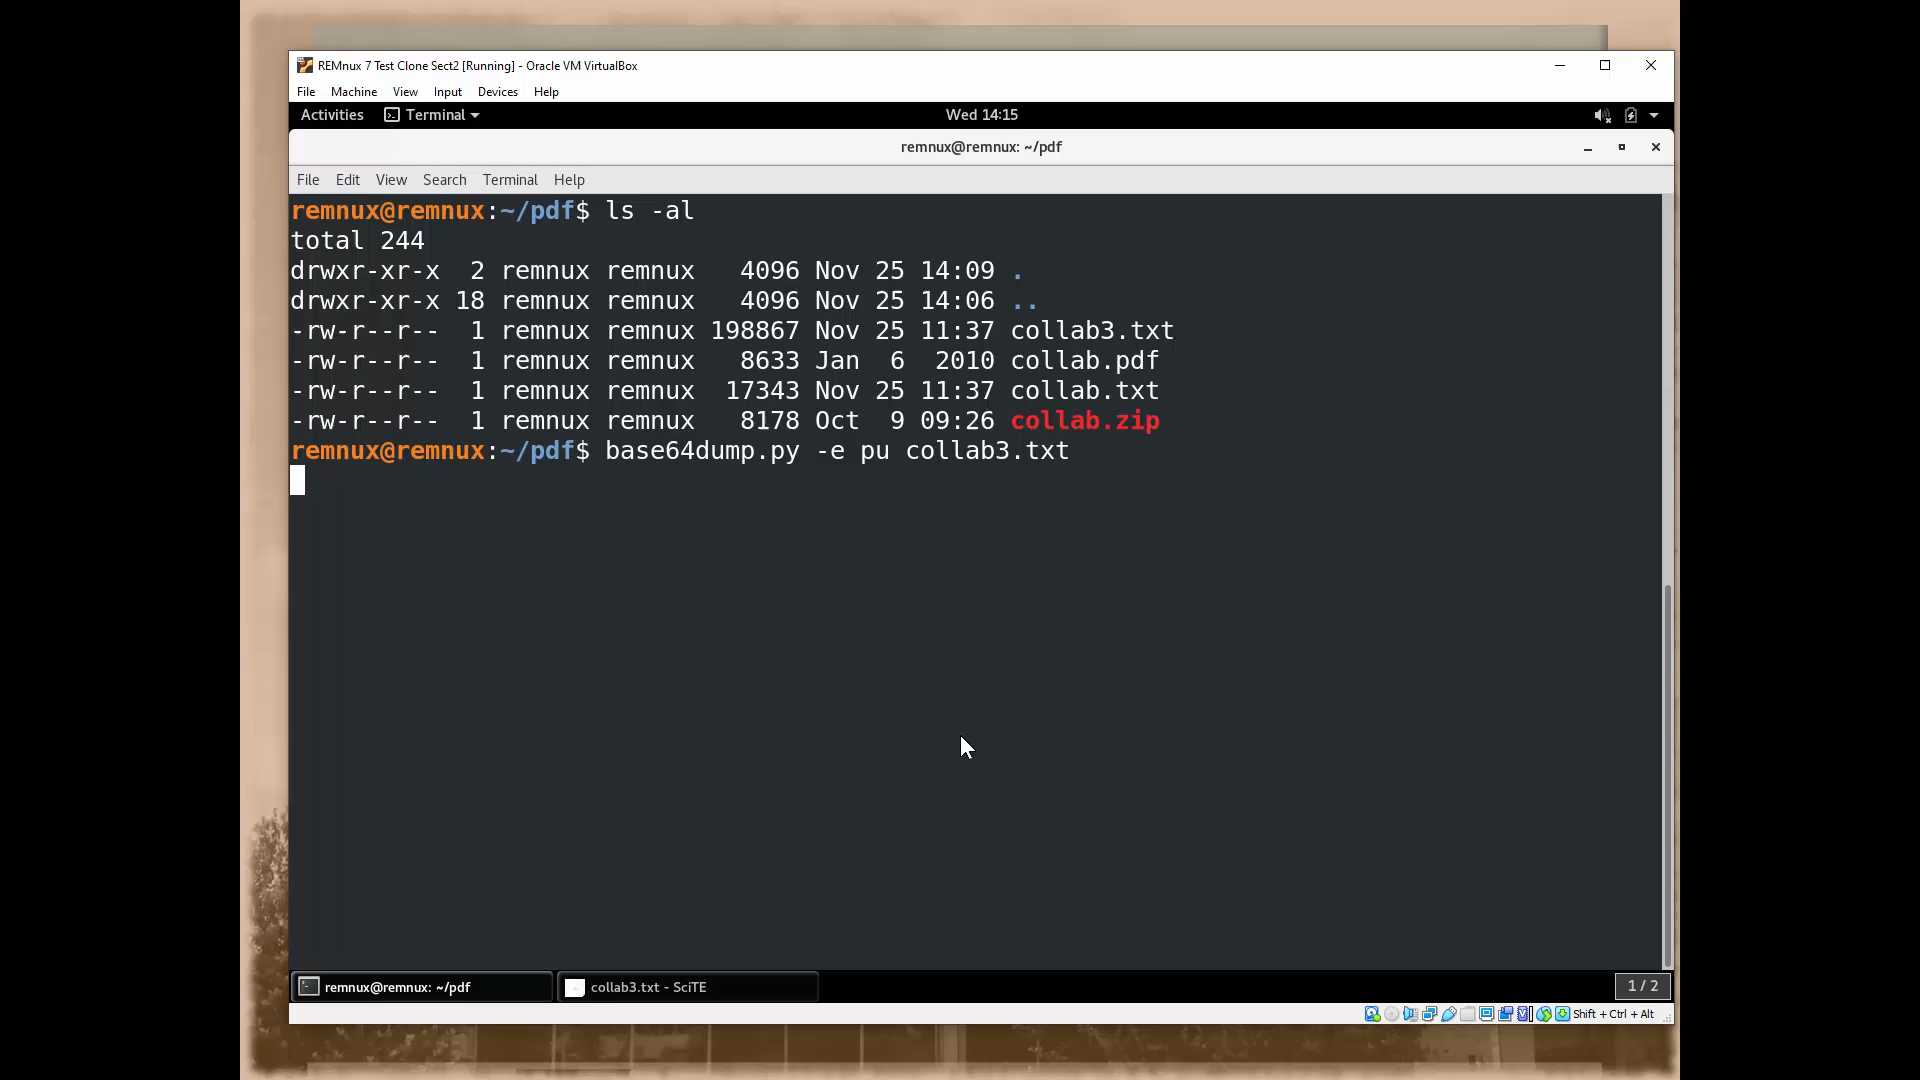 REMnux 7 Test Clone Sect2 [Running] - Oracle VM VirtualBox
File Machine View Input Devices Help
Activities Terminal Wed 14:15
remnux@remnux: ~/pdf
File Edit View Search Terminal Help
remnux@remnux:~/pdf$ ls -al
total 244
drwxr-xr-x  2 remnux remnux   4096 Nov 25 14:09 .
drwxr-xr-x 18 remnux remnux   4096 Nov 25 14:06 ..
-rw-r--r--  1 remnux remnux 198867 Nov 25 11:37 collab3.txt
-rw-r--r--  1 remnux remnux   8633 Jan  6  2010 collab.pdf
-rw-r--r--  1 remnux remnux  17343 Nov 25 11:37 collab.txt
-rw-r--r--  1 remnux remnux   8178 Oct  9 09:26 collab.zip
remnux@remnux:~/pdf$ base64dump.py -e pu collab3.txt
remnux@remnux: ~/pdf collab3.txt - SciTE 1 / 2
Shift + Ctrl + Alt